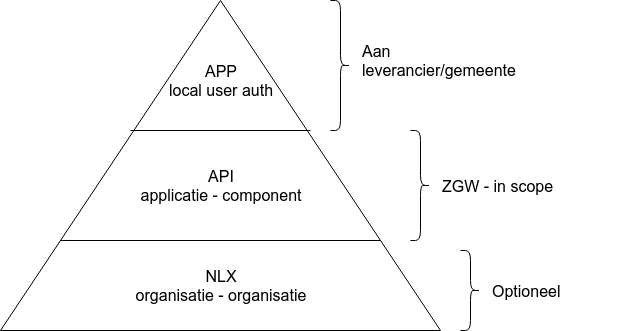 APP
local user auth
Aan
leverancier/gemeente
API
applicatie - component
ZGW - in scope
NLX
organisatie - organisatie
Optioneel